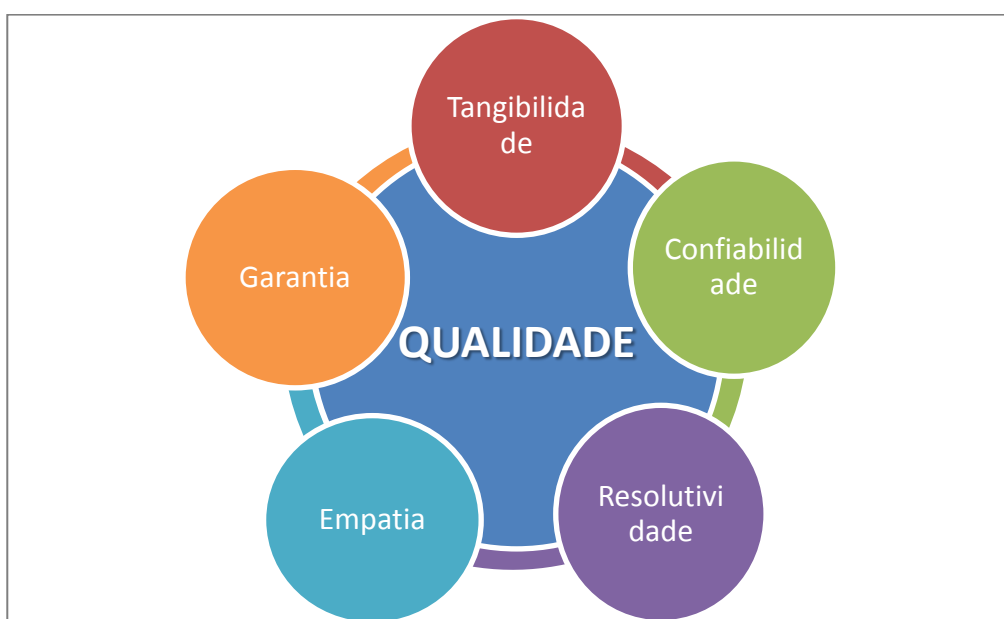 Tangibilida
de
Confiabilid
ade
Garantia
QUALIDADE
Resolutivi
dade
Empatia